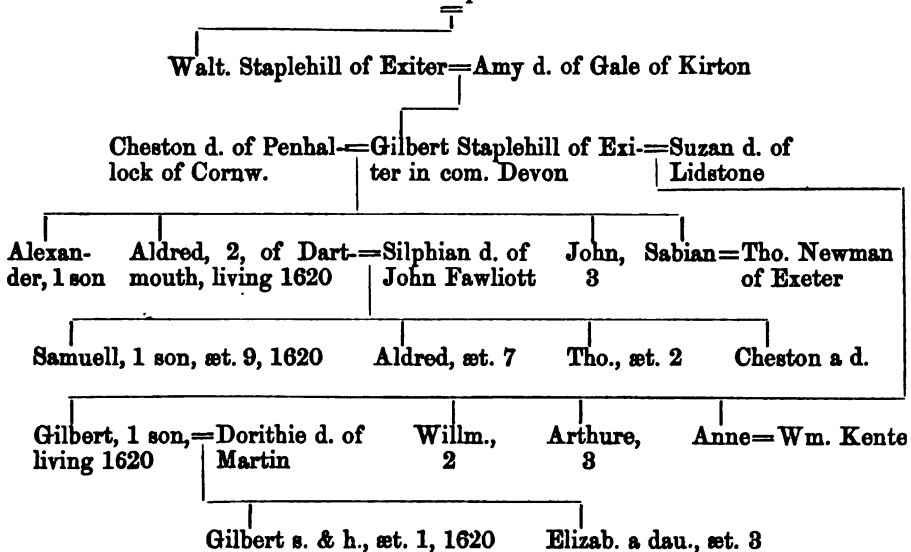 Walt. Staplehill of Exiter=Amy d. of Gale of Kirton
Cheston d. of Penhal-=Gilbert Staplehill of Exi-=Suzan d. of
lock of Cornw. ter in com. Devon Lidstone
Alexan- Aldred, 2, of Dart-=Silphian d. of John, Sabian=Tho. Newman
der, 1 son mouth, living 1620 John Fawliott 3 of Exeter
Samuell, 1 son, æt. 9, 1620 Aldred, æt. 7 Tho., æt. 2 Cheston a d.
Gilbert, 1 son,=Dorithie d. of Willm., Arthure, Anne=Wm. Kente
living 1620 Martin 2 3
Gilbert s. & h., æt. 1, 1620 Elizab. a dau., æt. 3